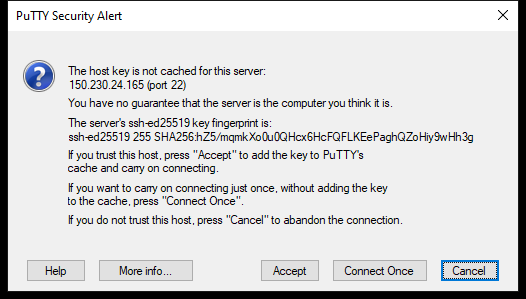 PuTTY Security Alert
The host key is not cached for this server:
150.230.24.165 (port 22)
You have no guarantee that the server is the computer you think it is.
The server's ssh-ed25519 key fingerprint is:
ssh-ed25519 255 SHA256:hZ5/mqmkXo0u0QHcx6HcFQFLKEePaghQZoHiy9wHh3g
If you trust this host, press "Accept" to add the key to PuTTY's
cache and carry on connecting.
If you want to carry on connecting just once, without adding the key
to the cache, press "Connect Once".
If you do not trust this host, press "Cancel" to abandon the connection.
Help
More info...
Accept
Connect Once
Cancel